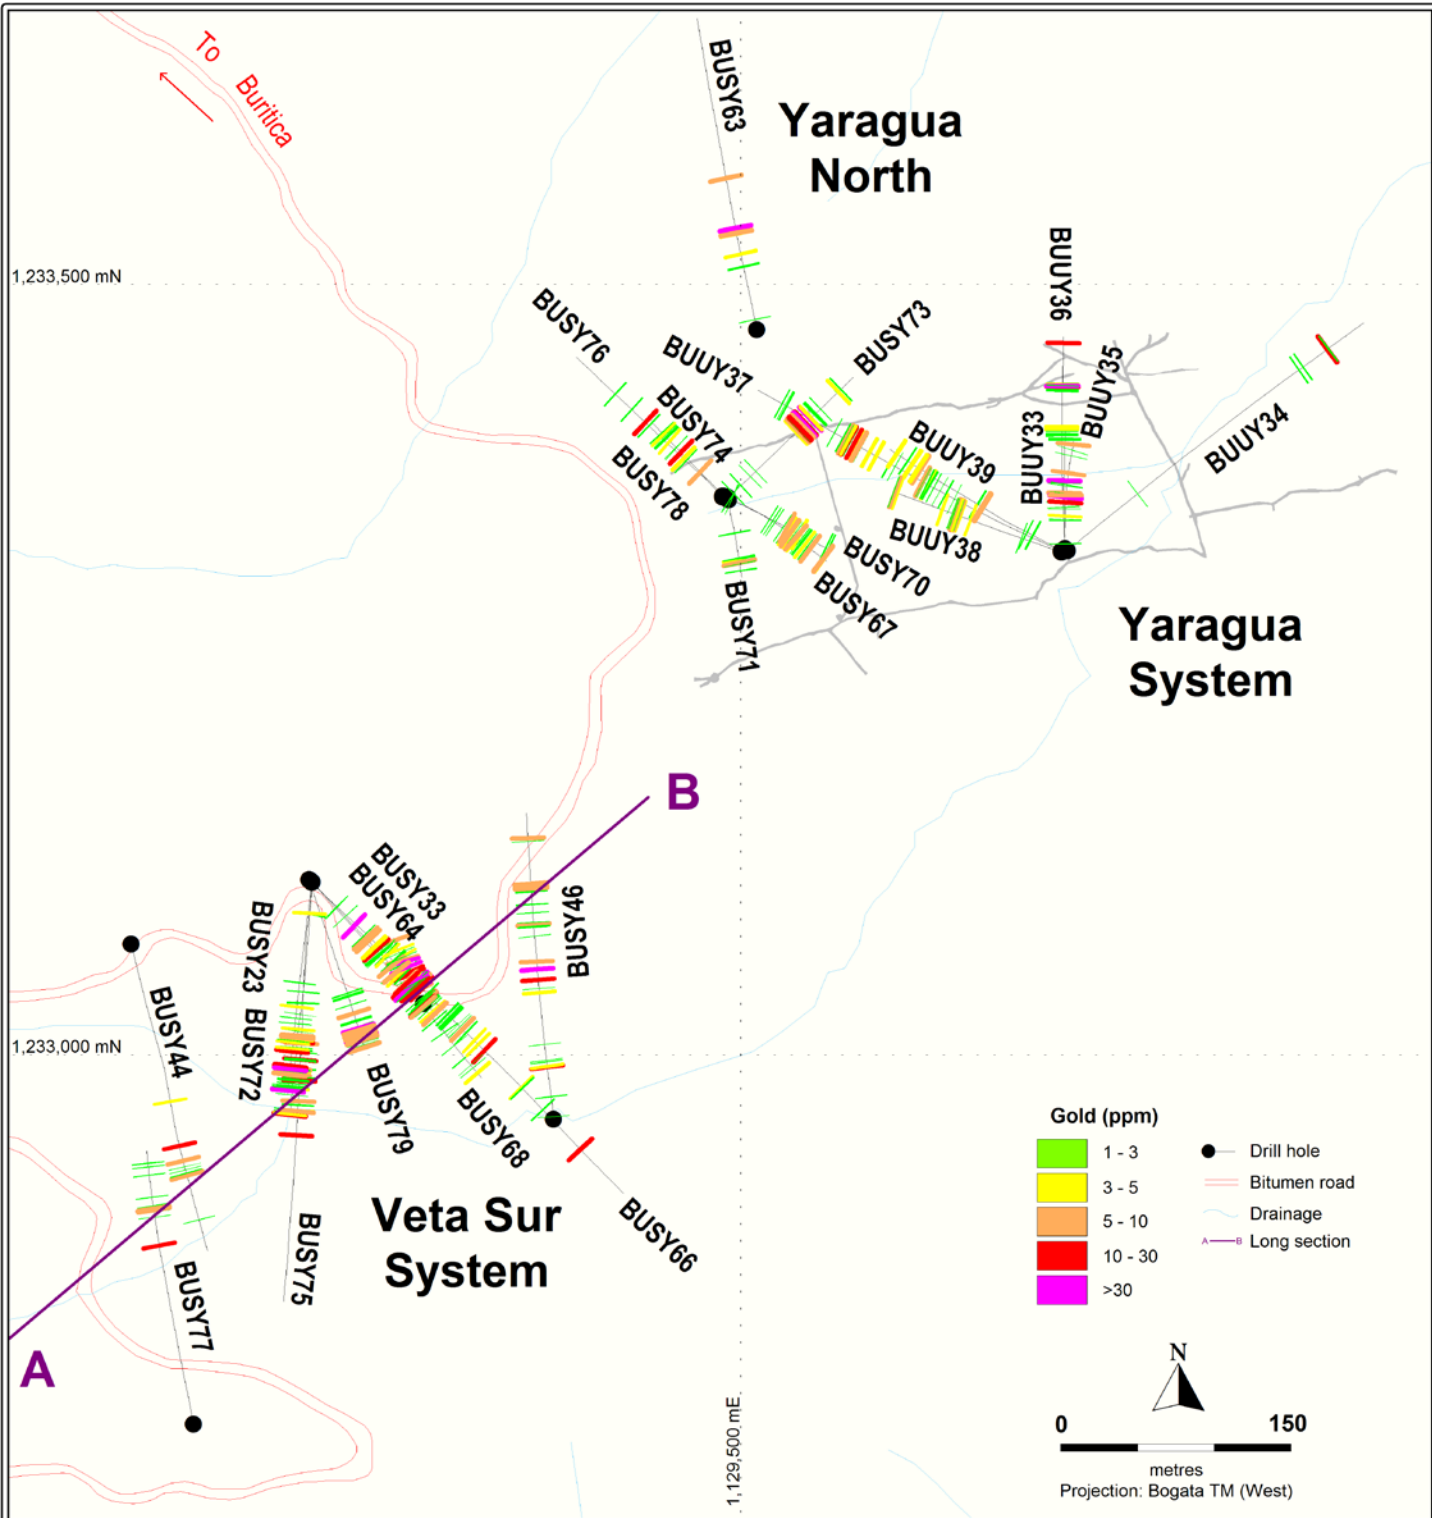 To Buritica
BUSY63
Yaragua
North
1,233,500 mN
BUUY36
BUSY76
BUSY73
BUUY37
BUUY35
BUSY74
BUUY34
BUUY33
BUUY39
BUSY78
BUUY38
BUSY70
BUSY67
BUSY71
Yaragua
System
B
BUSY33
BUSY64
BUSY46
BUSY23
BUSY44
1,233,000 mN
BUSY72
BUSY79
BUSY68
Veta Sur
System
BUSY66
BUSY75
BUSY77
A
1,129,500 mE
Gold (ppm)
1 - 3
3 - 5
5 - 10
10 - 30
>30
Drill hole
Bitumen road
Drainage
A B Long section
N
0 150
metres
Projection: Bogata TM (West)